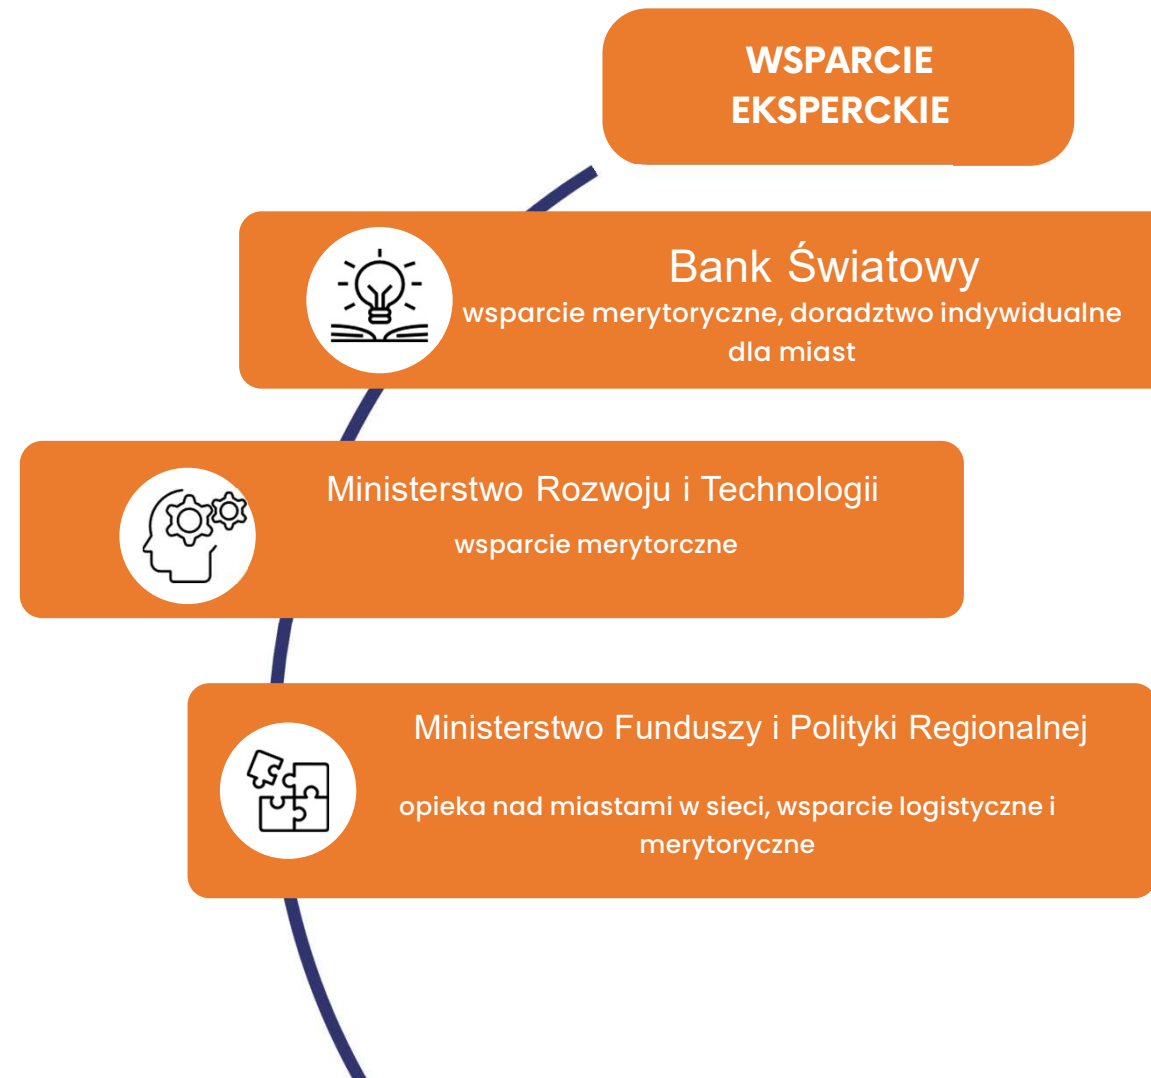 WSPARCIE
EKSPERCKIE
Bank Światowy
wsparcie merytoryczne, doradztwo indywidualne
dla miast
Ministerstwo Rozwoju i Technologii
wsparcie merytorczne
Ministerstwo Funduszy i Polityki Regionalnej
opieka nad miastami w sieci, wsparcie logistyczne i
merytoryczne